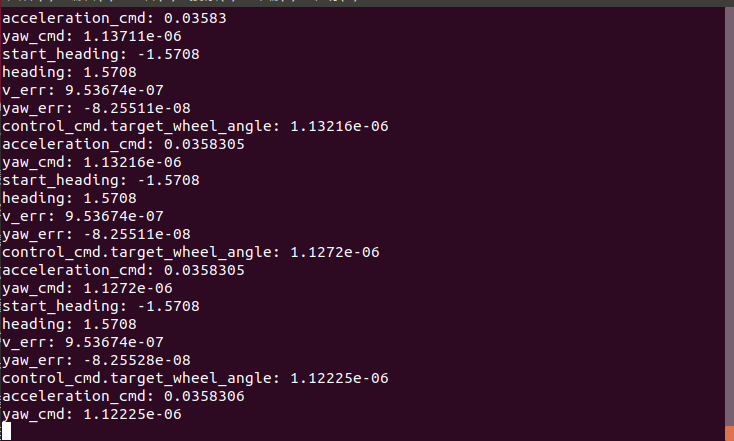 acceleration_cmd: 0.03583
yaw_cmd: 1.13711e-06
start_heading: -1.5708
heading: 1.5708
v_err: 9.53674e-07
yaw_err: -8.25511e-08
control_cmd.target_wheel_angle: 1.13216e-06
acceleration_cmd: 0.0358305
yaw_cmd: 1.13216e-06
start_heading: -1.5708
heading: 1.5708
v_err: 9.53674e-07
yaw_err: -8.25511e-08
control_cmd.target_wheel_angle: 1.1272e-06
acceleration_cmd: 0.0358305
yaw_cmd: 1.1272e-06
start_heading: -1.5708
heading: 1.5708
v_err: 9.53674e-07
yaw_err: -8.25528e-08
control_cmd.target_wheel_angle: 1.12225e-06
acceleration_cmd: 0.0358306
yaw_cmd: 1.12225e-06